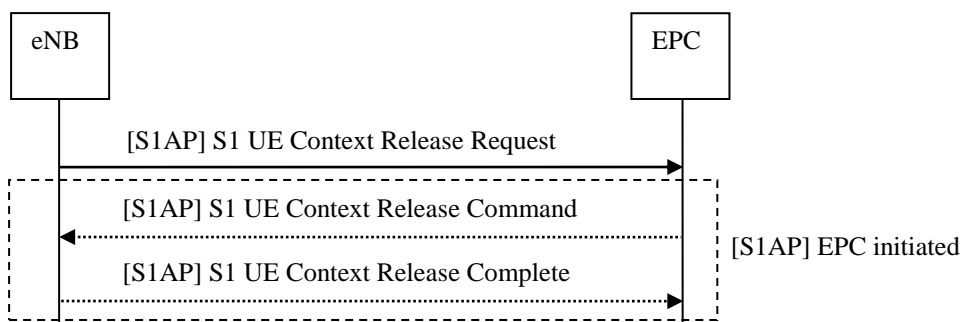 eNB
EPC
[S1AP] S1 UE Context Release Request
[S1AP] S1 UE Context Release Command
[S1AP] EPC initiated
[S1AP] S1 UE Context Release Complete